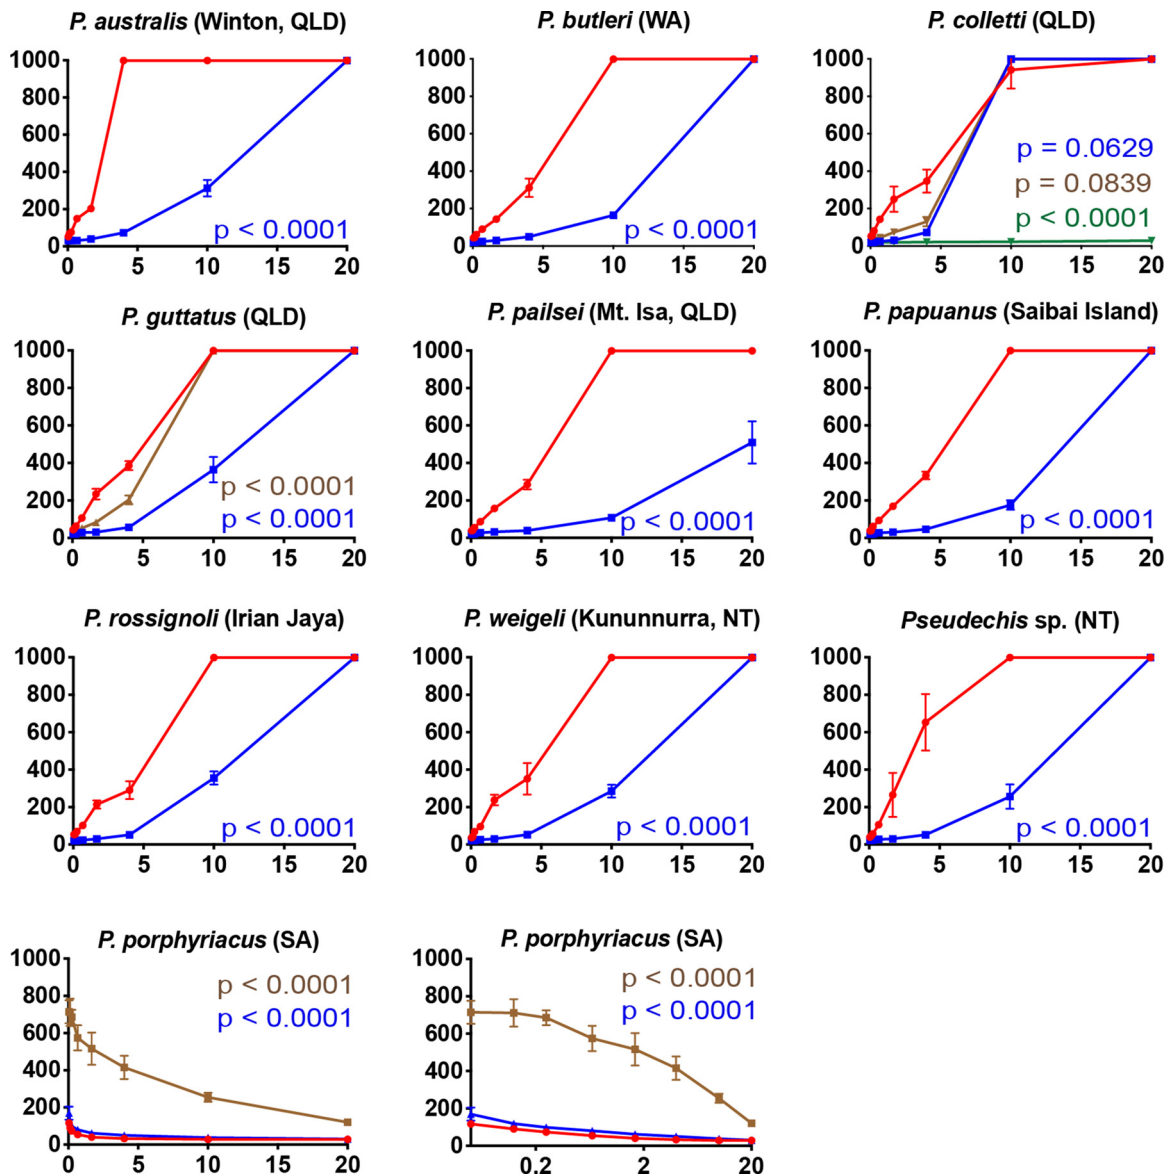 P. australis (Winton, QLD)
P. butleri (WA)
P. colletti (QLD)
1000
800
600
400
200
0
0 5 10 15 20
p < 0.0001
1000
800
600
400
200
0
0 5 10 15 20
p < 0.0001
1000
800
600
400
200
0
0 5 10 15 20
p = 0.0629
p = 0.0839
p < 0.0001
P. guttatus (QLD)
P. pailsei (Mt. Isa, QLD)
P. papuanus (Saibai Island)
1000
800
600
400
200
0
0 5 10 15 20
p < 0.0001
p < 0.0001
1000
800
600
400
200
0
0 5 10 15 20
p < 0.0001
1000
800
600
400
200
0
0 5 10 15 20
p < 0.0001
P. rossignoli (Irian Jaya)
P. weigeli (Kununnurra, NT)
Pseudechis sp. (NT)
1000
800
600
400
200
0
0 5 10 15 20
p < 0.0001
1000
800
600
400
200
0
0 5 10 15 20
p < 0.0001
1000
800
600
400
200
0
0 5 10 15 20
p < 0.0001
P. porphyriacus (SA)
P. porphyriacus (SA)
1000
800
600
400
200
0
0 5 10 15 20
p < 0.0001
p < 0.0001
1000
800
600
400
200
0
0.2 2 20
p < 0.0001
p < 0.0001